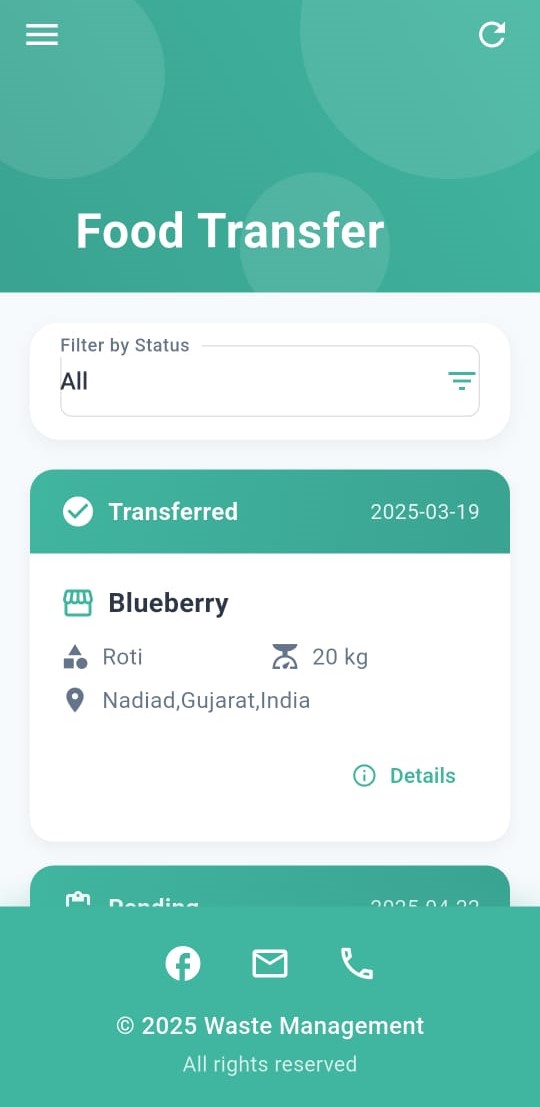 Food Transfer
Filter by Status
All
Transferred 2025-03-19
Blueberry
Roti 20 kg
Nadiad,Gujarat,India
Details
Pending 2025-04-22
© 2025 Waste Management
All rights reserved